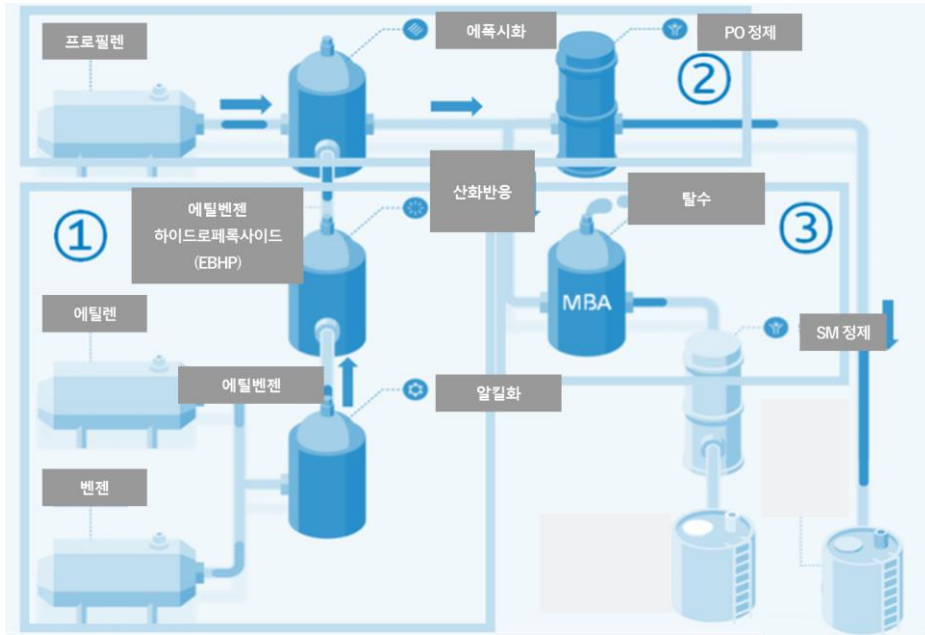 프로필렌
에폭시화
PO 정제
②
①
에틸벤젠
하이드로페록사이드
(EBHP)
산화반응
탈수
③
MBA
에틸렌
SM 정제
에틸벤젠
알킬화
벤젠